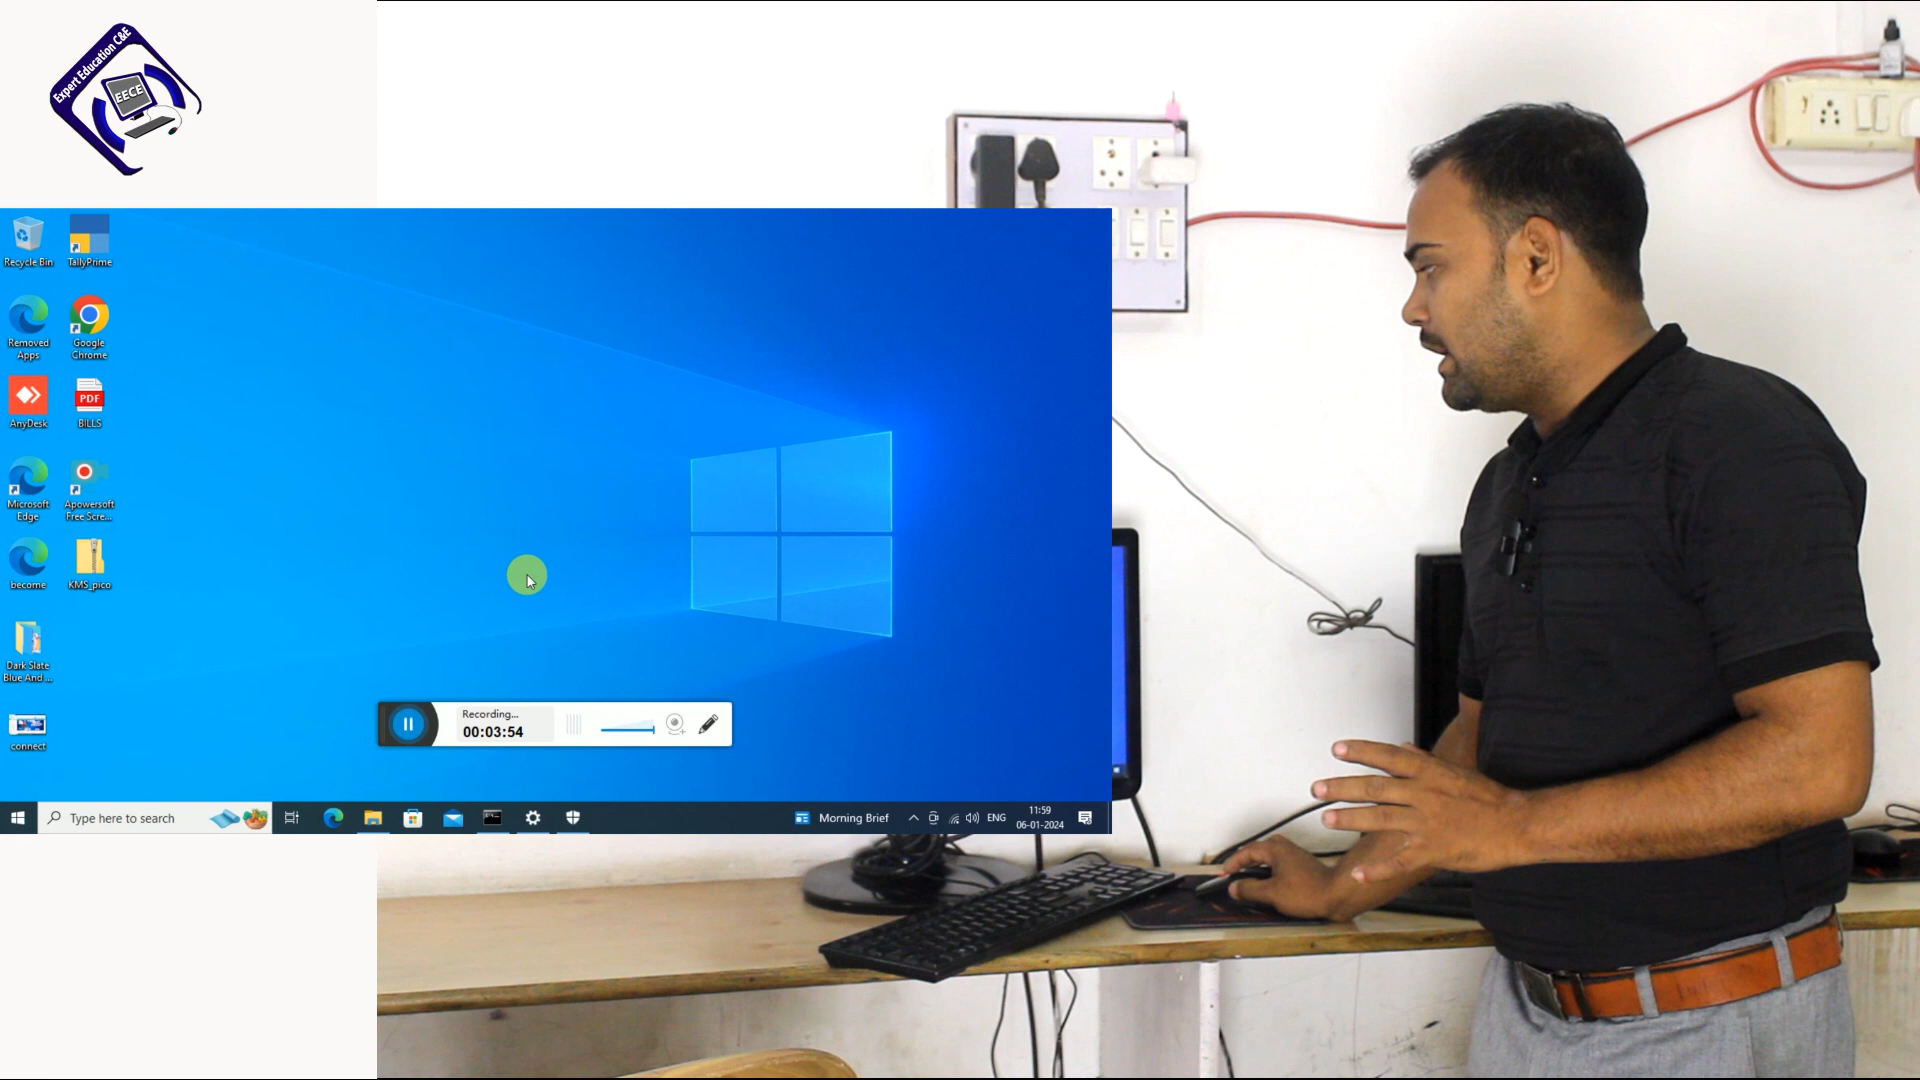 Expert Education C&E
EECE
Recycle Bin
TallyPrime
Removed
Apps
Google
Chrome
AnyDesk
PDF
BILLS
Microsoft
Edge
Apowersoft
Free Scre...
become
KMS_pico
Dark Slate
Blue And ...
connect
Recording...
00:03:54
Type here to search
Morning Brief
ENG
11:59
06-01-2024